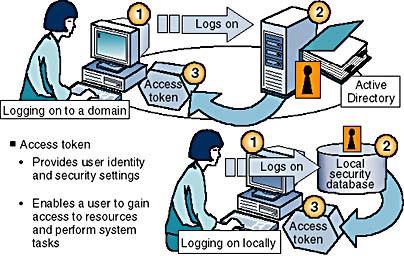 1
Logs on
2
3
Access
token
Active
Directory
Logging on to a domain
■ Access token
• Provides user identity
and security settings
• Enables a user to gain
access to resources
and perform system
tasks
1
Logs on
2
Local
security
database
3
Access
token
Logging on locally